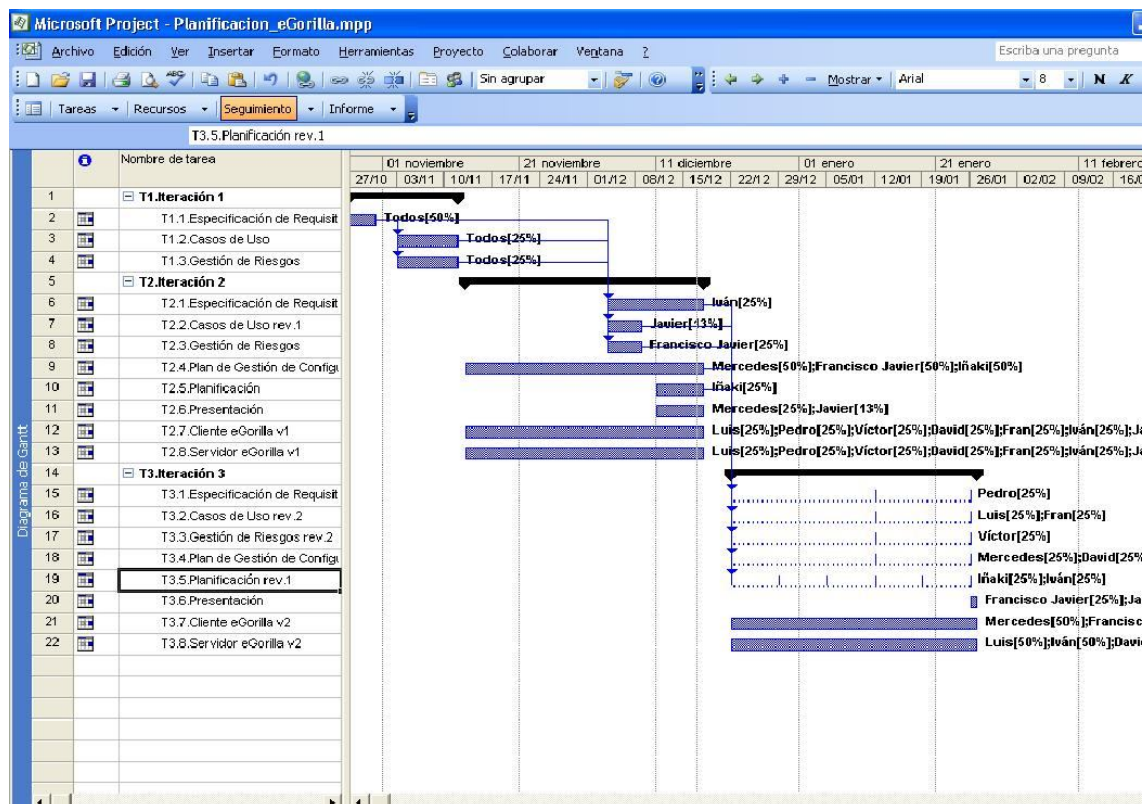 Microsoft Project - Planificacion_eGorilla.mpp
Archivo Edición Ver Insertar Formato Herramientas Proyecto Colaborar Ventana ? Escriba una pregunta
Sin agrupar Mostrar Arial 8 N K
Tareas Recursos Seguimiento Informe
T3.5.Planificación rev.1
Nombre de tarea 01 noviembre 21 noviembre 11 diciembre 01 enero 21 enero 11 febrero
27/10 03/11 10/11 17/11 24/11 01/12 08/12 15/12 22/12 29/12 05/01 12/01 19/01 26/01 02/02 09/02 16/0
1 T1.Iteración 1
2 T1.1.Especificación de Requisit Todos[50%]
3 T1.2.Casos de Uso Todos[25%]
4 T1.3.Gestión de Riesgos Todos[25%]
5 T2.Iteración 2
6 T2.1.Especificación de Requisit Iván[25%]
7 T2.2.Casos de Uso rev.1 Javier[13%]
8 T2.3.Gestión de Riesgos Francisco Javier[25%]
9 T2.4.Plan de Gestión de Configu Mercedes[50%];Francisco Javier[50%];Iñaki[50%]
10 T2.5.Planificación Iñaki[25%]
11 T2.6.Presentación Mercedes[25%];Javier[13%]
12 T2.7.Cliente eGorilla v1 Luis[25%];Pedro[25%];Víctor[25%];David[25%];Fran[25%];Iván[25%];Ja
13 T2.8.Servidor eGorilla v1 Luis[25%];Pedro[25%];Víctor[25%];David[25%];Fran[25%];Iván[25%];Ja
14 T3.Iteración 3
15 T3.1.Especificación de Requisit Pedro[25%]
16 T3.2.Casos de Uso rev.2 Luis[25%];Fran[25%]
17 T3.3.Gestión de Riesgos rev.2 Víctor[25%]
18 T3.4.Plan de Gestión de Configu Mercedes[25%];David[25%
19 T3.5.Planificación rev.1 Iñaki[25%];Iván[25%]
20 T3.6.Presentación Francisco Javier[25%];Ja
21 T3.7.Cliente eGorilla v2 Mercedes[50%];Francisc
22 T3.8.Servidor eGorilla v2 Luis[50%];Iván[50%];Davi
Diagrama de Gantt